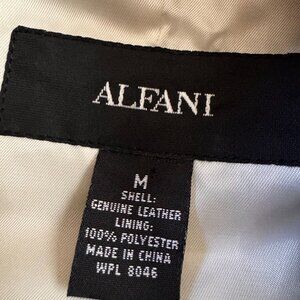 ALFANI
M
SHELL:
GENUINE LEATHER
LINING:
100% POLYESTER
MADE IN CHINA
WPL 8046